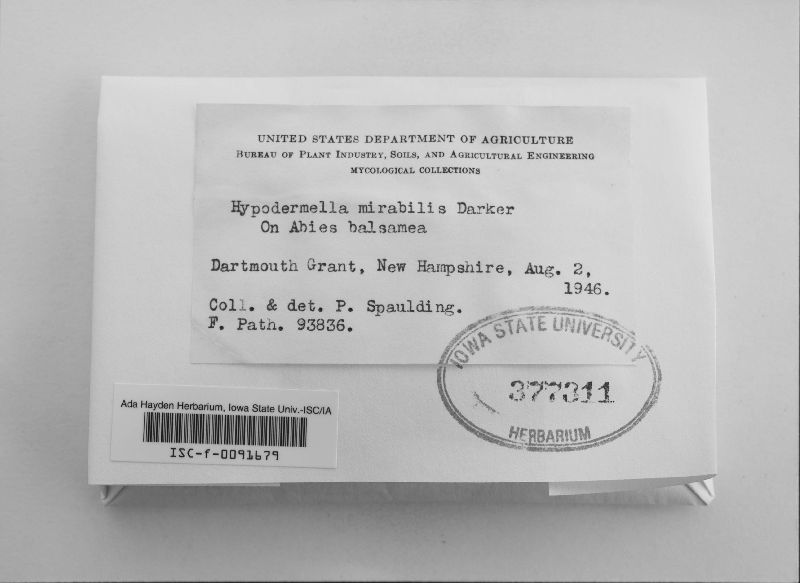 UNITED STATES DEPARTMENT OF AGRICULTURE
BUREAU OF PLANT INDUSTRY, SOILS, AND AGRICULTURAL ENGINEERING
MYCOLOGICAL COLLECTIONS
Hypodermella mirabilis Darker
On Abies balsamea
Dartmouth Grant, New Hampshire, Aug. 2,
1946.
Coll. & det. P. Spaulding.
F. Path. 93836.
IOWA STATE UNIVERSITY
377311
HERBARIUM
Ada Hayden Herbarium, Iowa State Univ.-ISC/IA
ISC-f-0091679